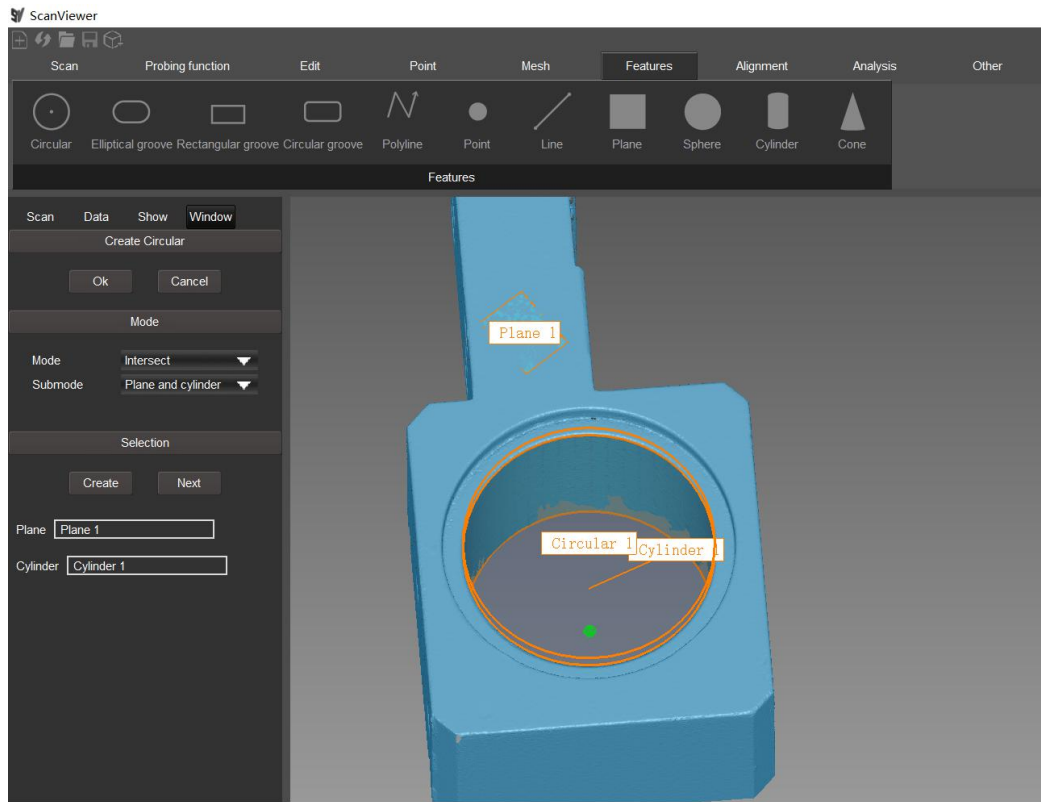 ScanViewer
Scan Probing function Edit Point Mesh Features Alignment Analysis Other
Circular Elliptical groove Rectangular groove Circular groove Polyline Point Line Plane Sphere Cylinder Cone
Features
Scan Data Show Window
Create Circular
Ok Cancel
Mode
Mode Intersect
Submode Plane and cylinder
Selection
Create Next
Plane Plane 1
Cylinder Cylinder 1
Plane 1
Circular 1 Cylinder 1